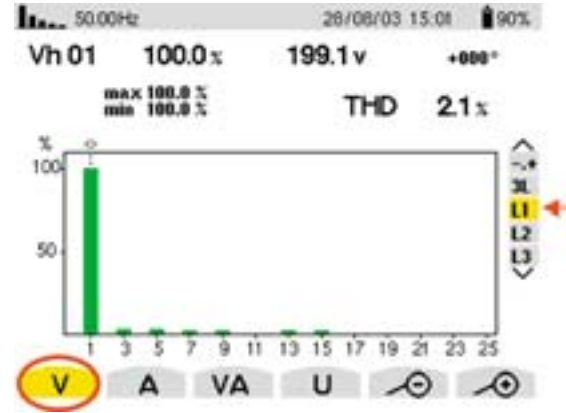 50.00Hz 28/08/03 15:01 90%
Vh 01 100.0 % 199.1 v +000°
max 100.0 %
min 100.0 %
THD 2.1 %
%
100
50
-.+
3L
L1
L2
L3
1 3 5 7 9 11 13 15 17 19 21 23 25
V A VA U